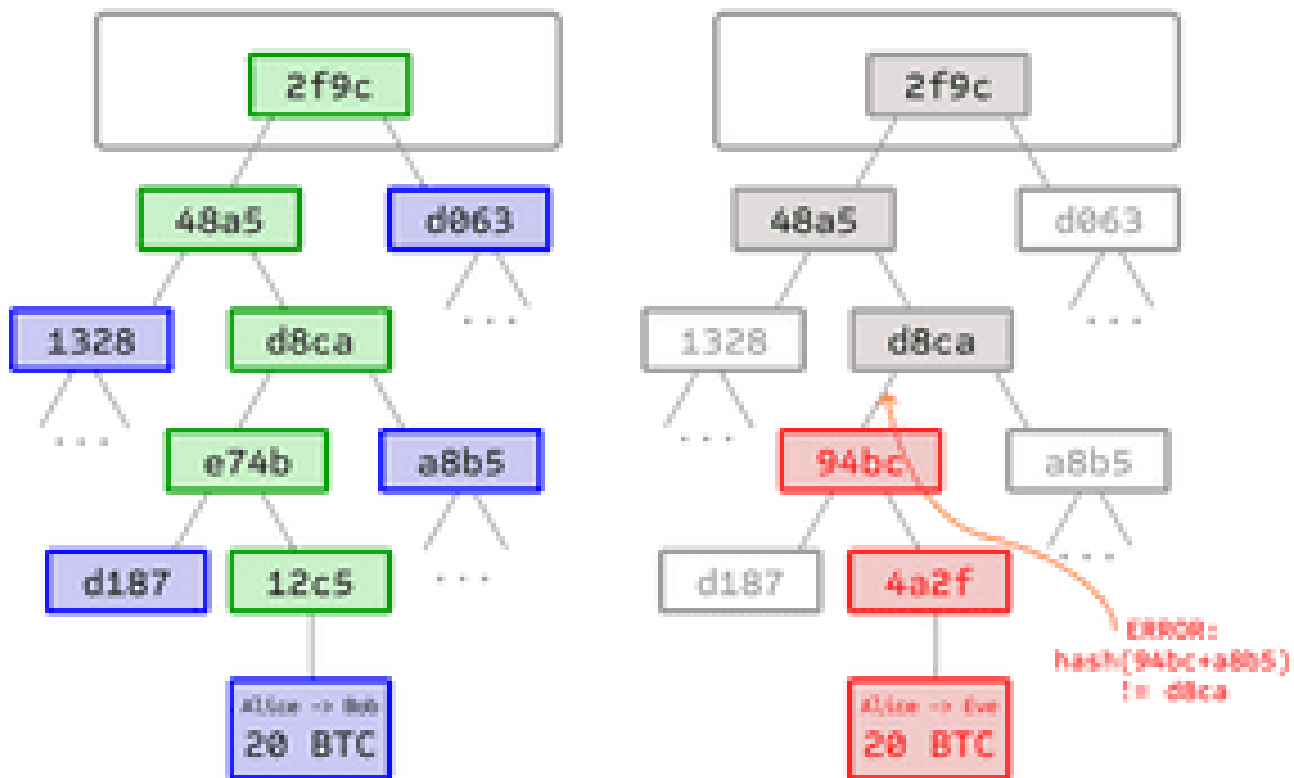 2f9c
48a5
d063
1328
d8ca
...
...
e74b
a8b5
d187
12c5
...
Alice -> Bob
20 BTC
2f9c
48a5
d063
1328
d8ca
...
...
94bc
a8b5
d187
4a2f
...
ERROR:
hash(94bc+a8b5)
!= d8ca
Alice -> Eve
20 BTC